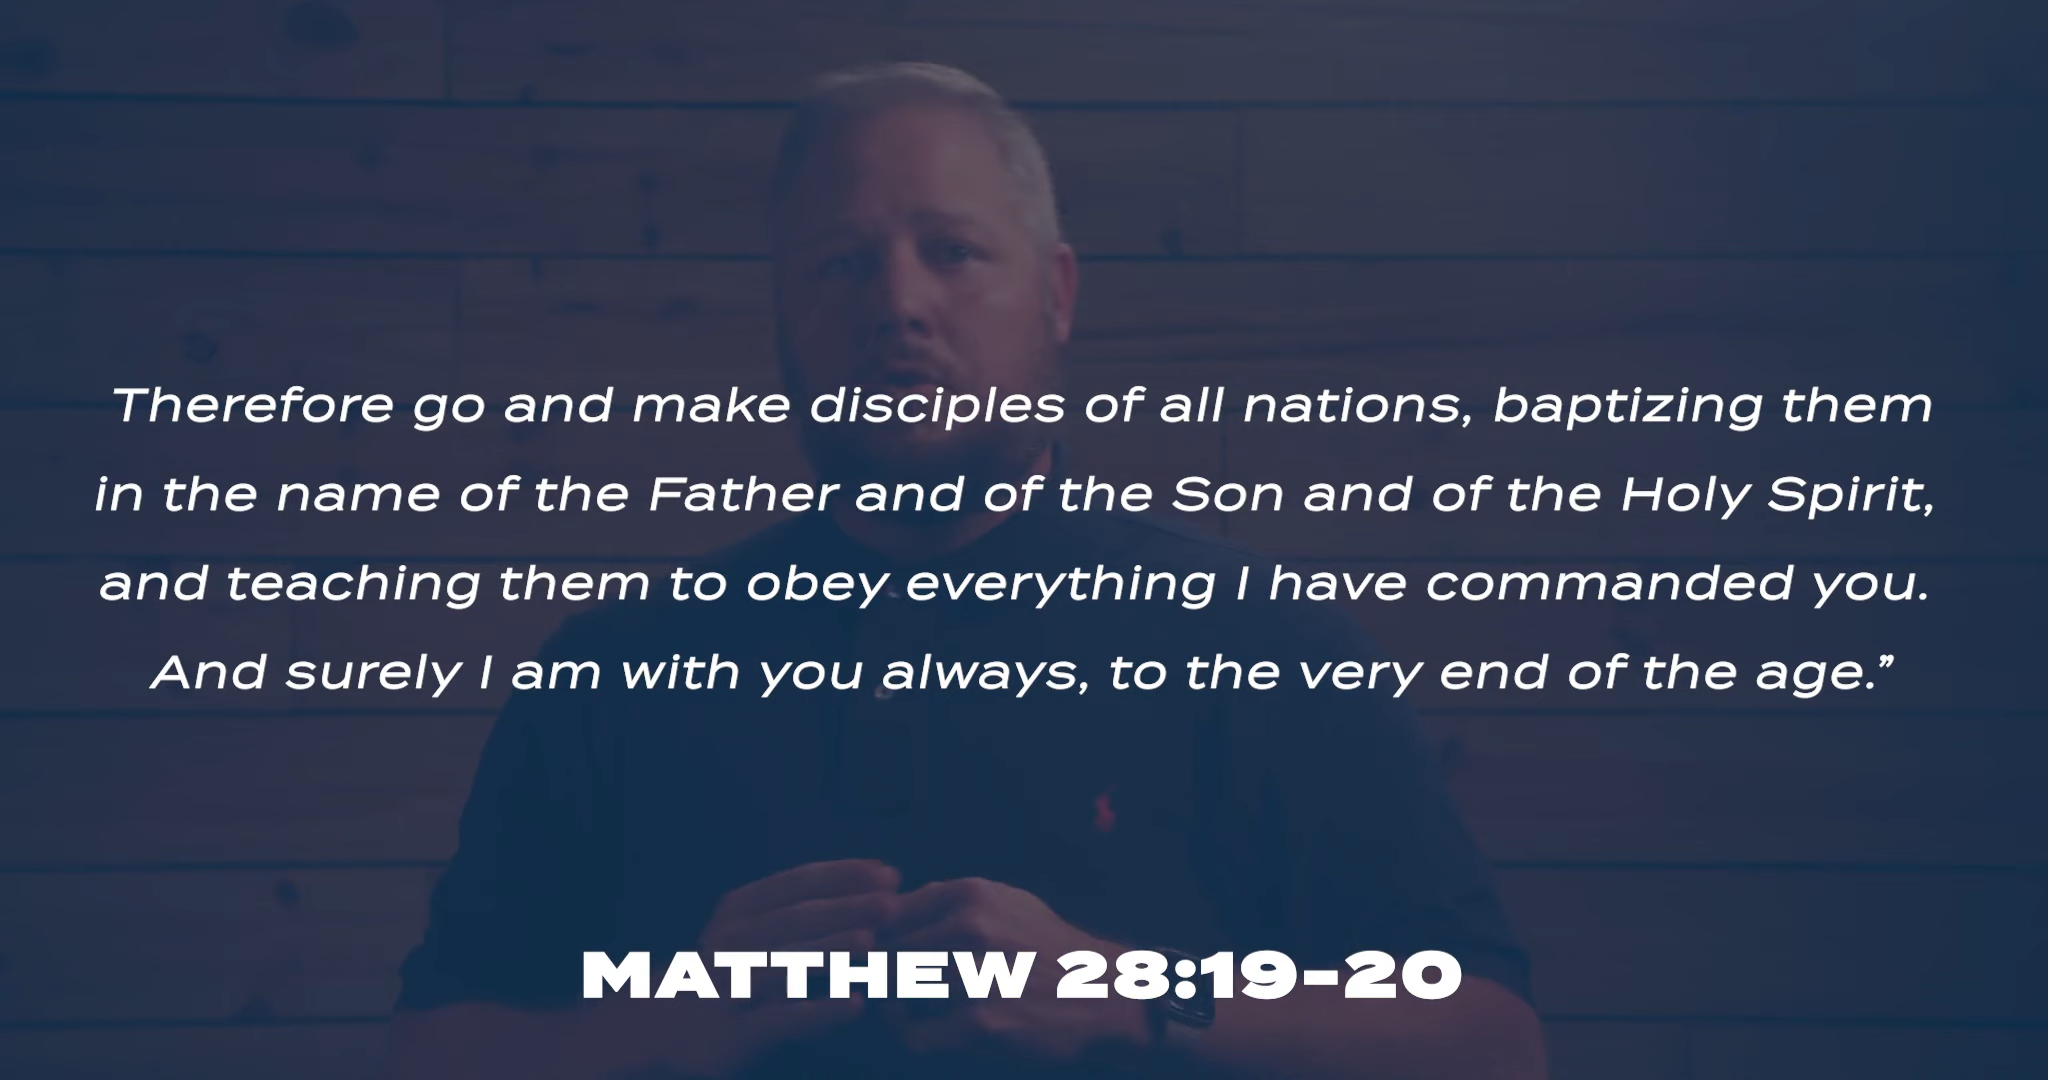 Therefore go and make disciples of all nations, baptizing them
in the name of the Father and of the Son and of the Holy Spirit,
and teaching them to obey everything I have commanded you.
And surely I am with you always, to the very end of the age.”
MATTHEW 28:19-20